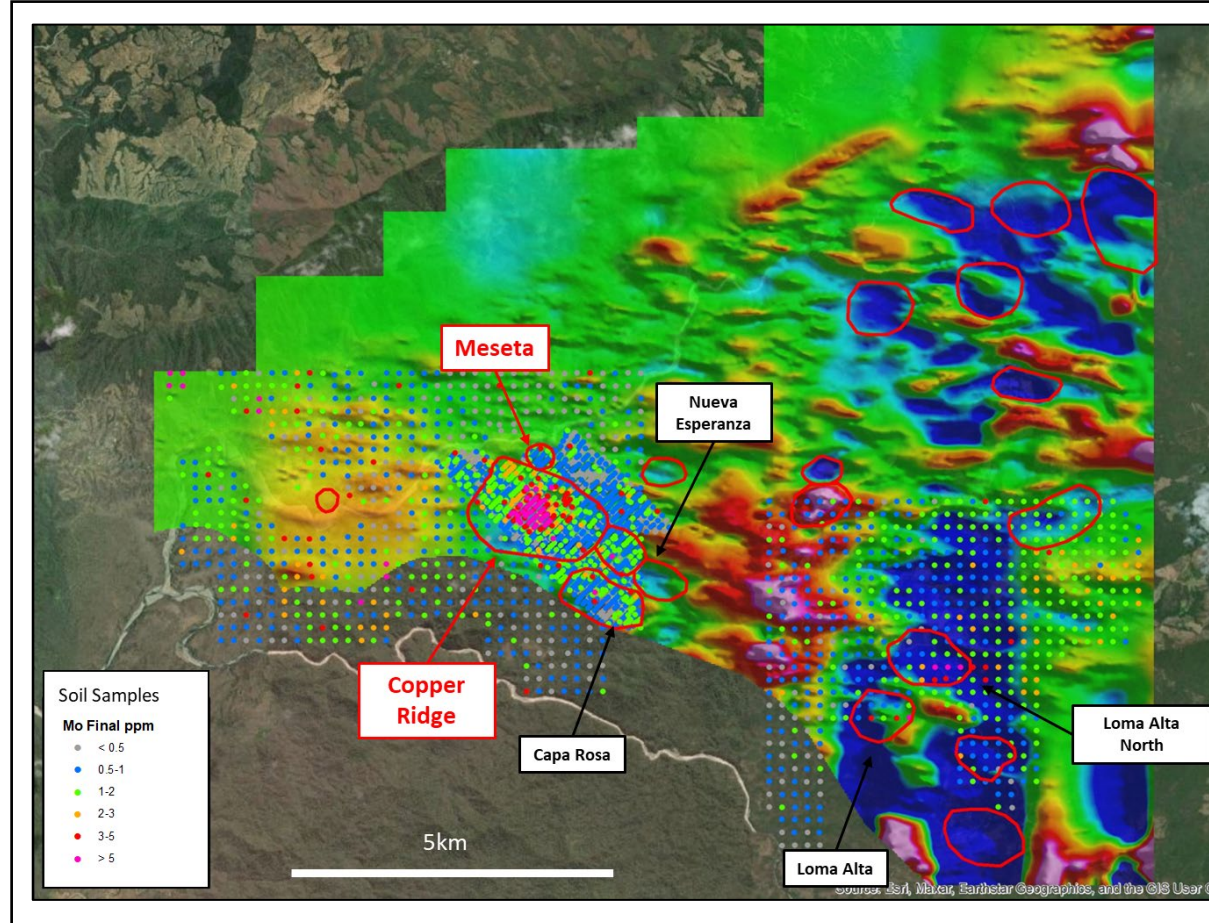 Meseta
Nueva
Esperanza
Copper
Ridge
Capa Rosa
Loma Alta
North
Loma Alta
Soil Samples
Mo Final ppm
< 0.5
0.5-1
1-2
2-3
3-5
> 5
5km
Source: Esri, Maxar, Earthstar Geographics, and the GIS User